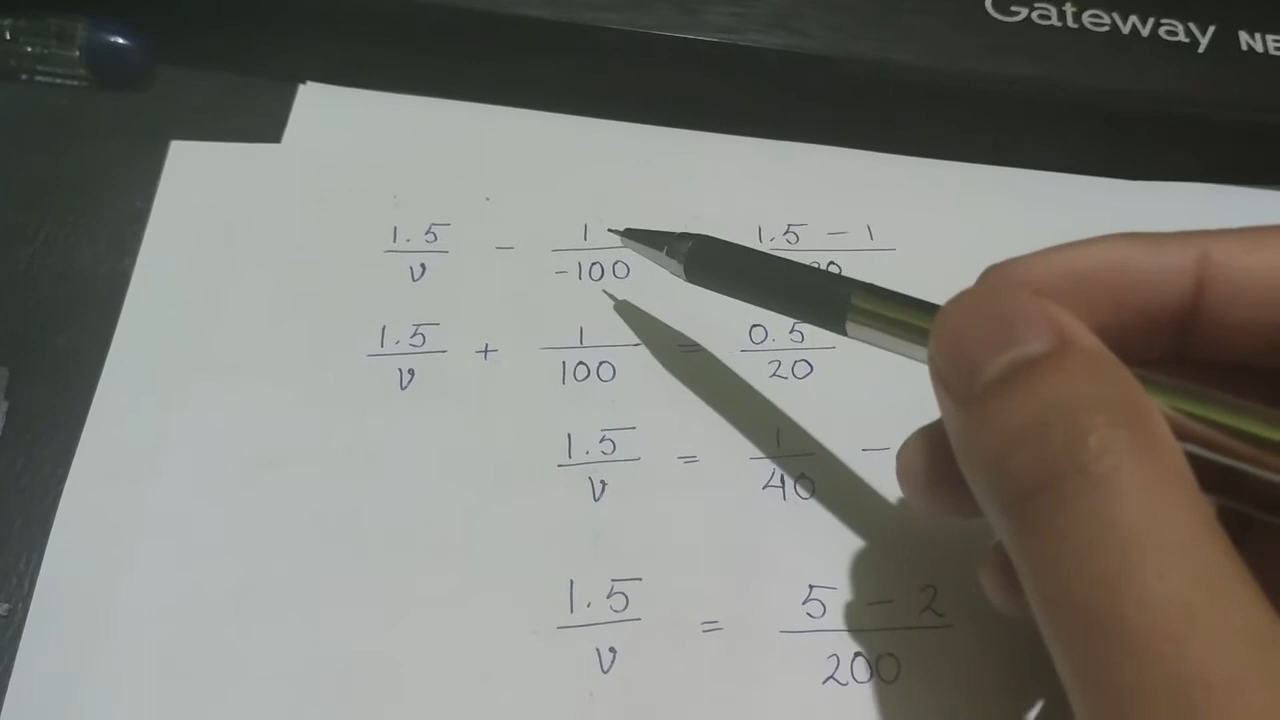 Gateway
1.5/v - 1/-100 1.5 - 1/20
1.5/v + 1/100 = 0.5/20
1.5/v = 1/40 -
1.5/v = 5 - 2/200